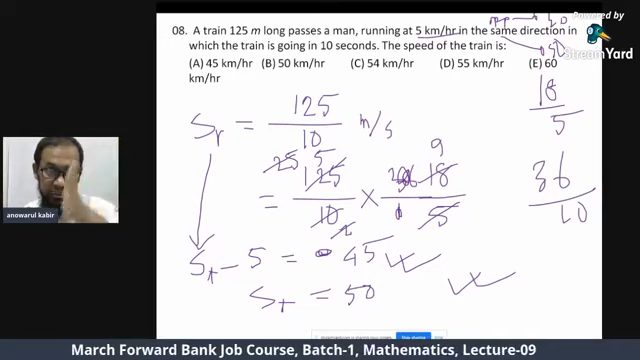 Powered by
StreamYard
08. A train 125 m long passes a man, running at 5 km/hr in the same direction in
which the train is going in 10 seconds. The speed of the train is:
(A) 45 km/hr (B) 50 km/hr (C) 54 km/hr (D) 55 km/hr (E) 60
km/hr
18
5
Sr = 125 / 10 m/s
36
10
= 125 / 10 × 18 / 5
25 5 9
2
St - 5 = 45
St = 50
anowarul kabir
March Forward Bank Job Course, Batch-1, Mathematics, Lecture-09